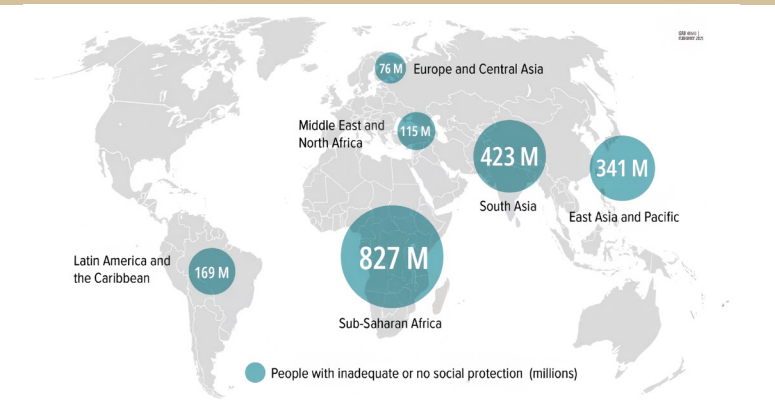 76 M
Europe and Central Asia
Middle East and
North Africa
115 M
423 M
South Asia
341 M
East Asia and Pacific
827 M
Sub-Saharan Africa
Latin America and
the Caribbean
169 M
People with inadequate or no social protection (millions)